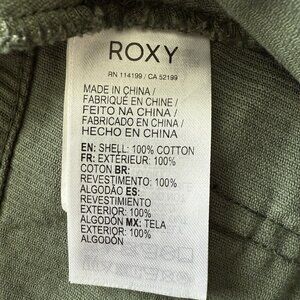 ROXY
RN 114199 / CA 52199
MADE IN CHINA /
FABRIQUÉ EN CHINE /
FEITO NA CHINA /
FABRICADO EN CHINA /
HECHO EN CHINA
EN: SHELL: 100% COTTON
FR: EXTÉRIEUR: 100%
COTON BR:
REVESTIMENTO: 100%
ALGODÃO ES:
REVESTIMIENTO
EXTERIOR: 100%
ALGODÓN MX: TELA
EXTERIOR: 100%
ALGODÓN